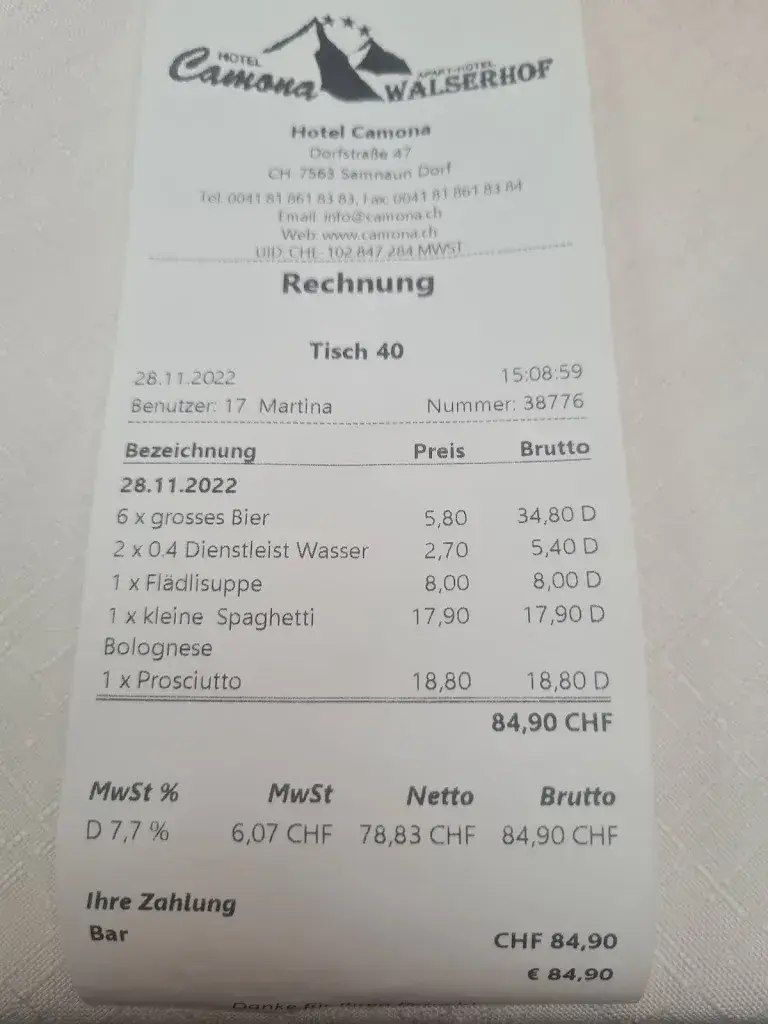 HOTEL
Camona
APART-HOTEL
WALSERHOF
Hotel Camona
Dorfstraße 47
CH 7563 Samnaun Dorf
Tel. 0041 81 861 83 83, Fax: 0041 81 861 83 84
Email: info@camona.ch
Web: www.camona.ch
UID: CHE- 102.847.284 MWST
Rechnung
Tisch 40
28.11.2022 15:08:59
Benutzer: 17 Martina Nummer: 38776
Bezeichnung Preis Brutto
28.11.2022
6 x grosses Bier 5,80 34,80 D
2 x 0.4 Dienstleist Wasser 2,70 5,40 D
1 x Flädlisuppe 8,00 8,00 D
1 x kleine Spaghetti 17,90 17,90 D
Bolognese
1 x Prosciutto 18,80 18,80 D
84,90 CHF
MwSt % MwSt Netto Brutto
D 7,7 % 6,07 CHF 78,83 CHF 84,90 CHF
Ihre Zahlung
Bar CHF 84,90
€ 84,90
Danke für Ihren